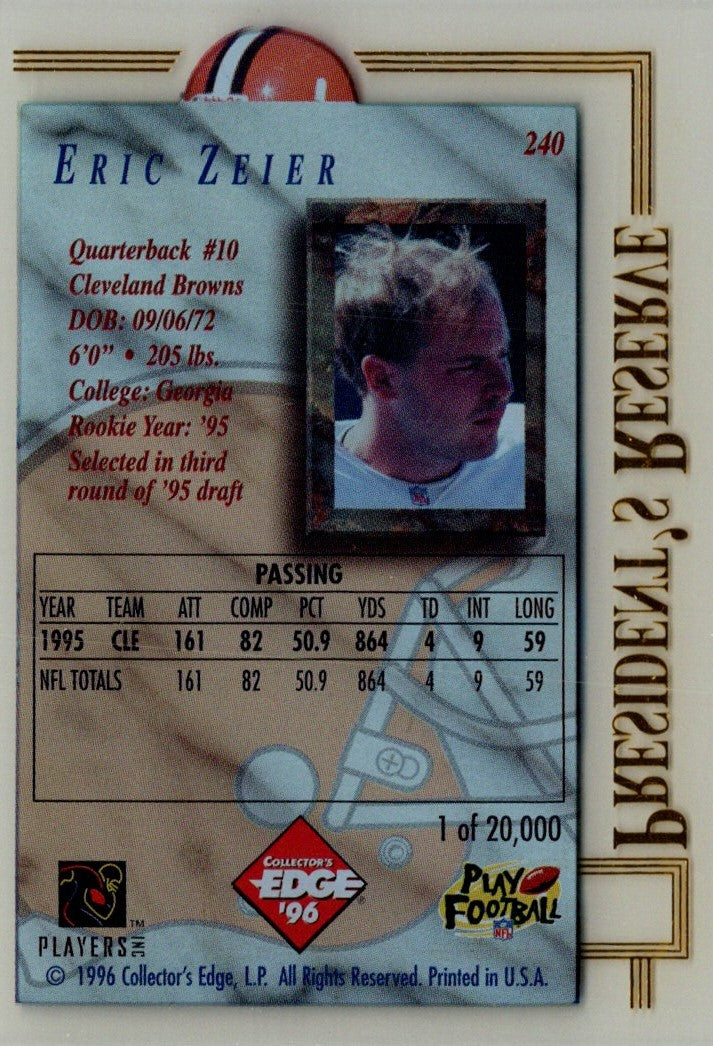 240
ERIC ZEIER
Quarterback #10
Cleveland Browns
DOB: 09/06/72
6'0" • 205 lbs.
College: Georgia
Rookie Year: '95
Selected in third
round of '95 draft
PASSING
YEAR TEAM ATT COMP PCT YDS TD INT LONG
1995 CLE 161 82 50.9 864 4 9 59
NFL TOTALS 161 82 50.9 864 4 9 59
1 of 20,000
COLLECTOR'S
EDGE®
'96
PLAYERS INC™
PLAY
FOOTBALL
NFL
© 1996 Collector's Edge, L.P. All Rights Reserved. Printed in U.S.A.
PRESIDENT'S RESERVE